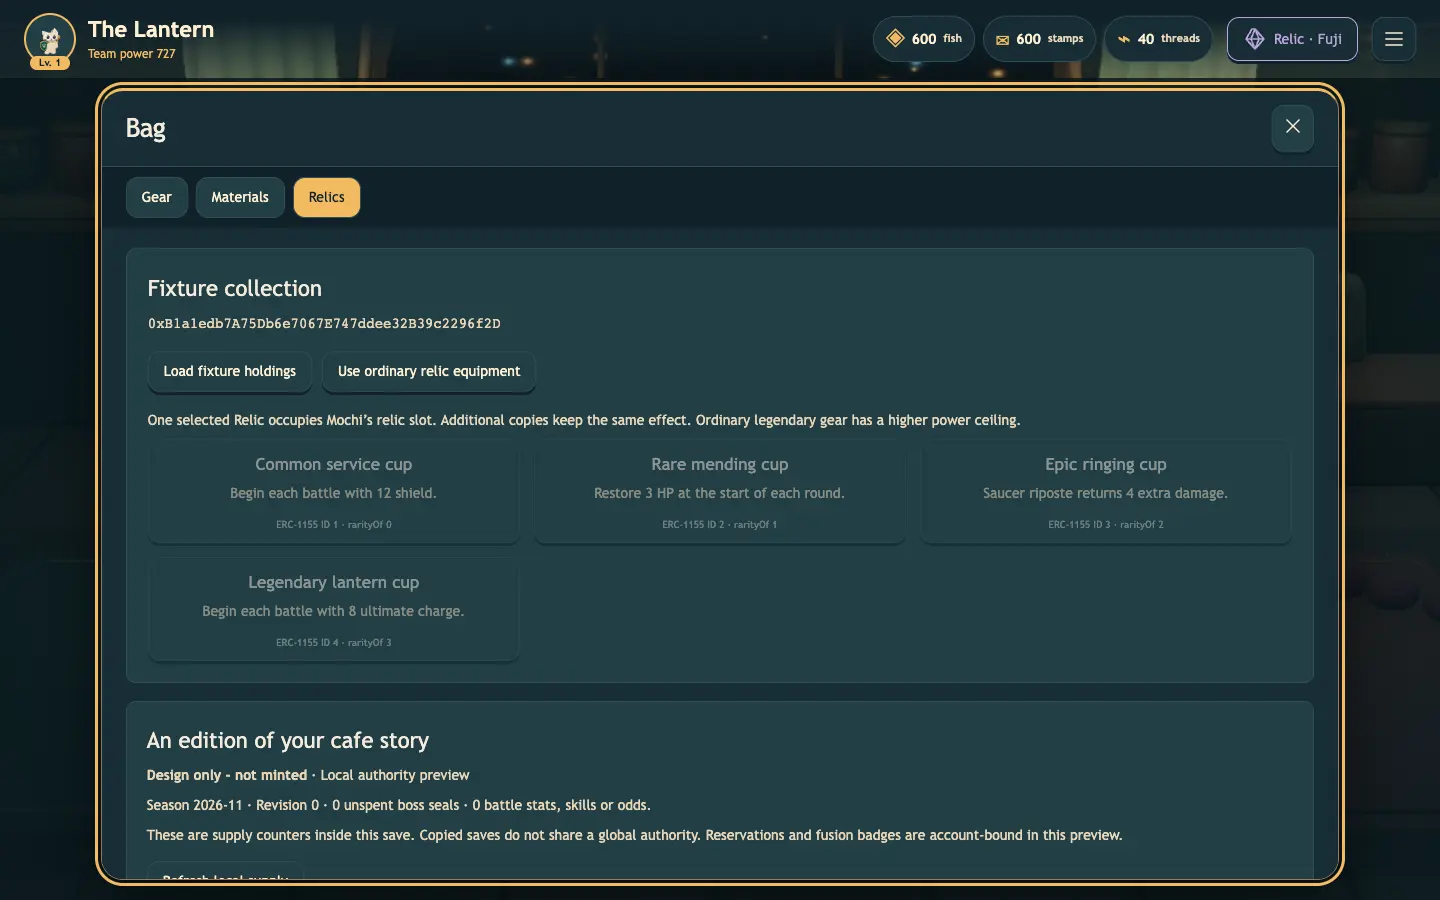 The Lantern
Team power 727
Lv. 1
600 fish
600 stamps
40 threads
Relic · Fuji
Bag
Gear
Materials
Relics
Fixture collection
0xB1a1edb7A75Db6e7067E747ddee32B39c2296f2D
Load fixture holdings
Use ordinary relic equipment
One selected Relic occupies Mochi's relic slot. Additional copies keep the same effect. Ordinary legendary gear has a higher power ceiling.
Common service cup
Begin each battle with 12 shield.
ERC-1155 ID 1 · rarityOf 0
Rare mending cup
Restore 3 HP at the start of each round.
ERC-1155 ID 2 · rarityOf 1
Epic ringing cup
Saucer riposte returns 4 extra damage.
ERC-1155 ID 3 · rarityOf 2
Legendary lantern cup
Begin each battle with 8 ultimate charge.
ERC-1155 ID 4 · rarityOf 3
An edition of your cafe story
Design only - not minted · Local authority preview
Season 2026-11 · Revision 0 · 0 unspent boss seals · 0 battle stats, skills or odds.
These are supply counters inside this save. Copied saves do not share a global authority. Reservations and fusion badges are account-bound in this preview.
Refresh local supply